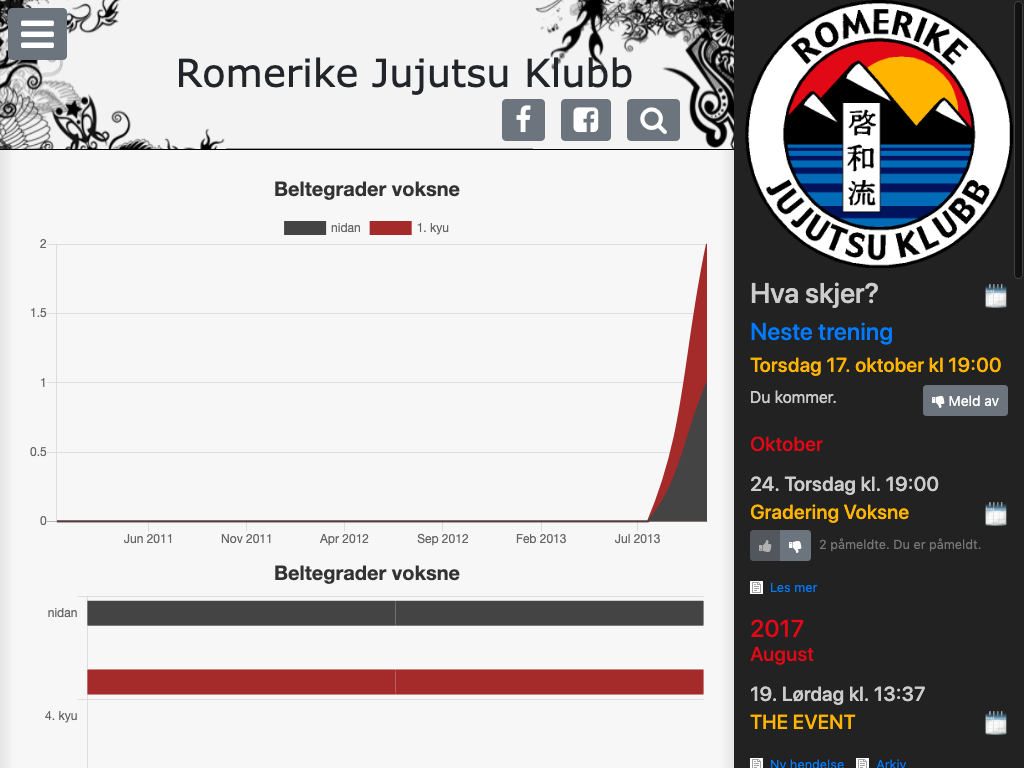 Romerike Jujutsu Klubb
Beltegrader voksne
nidan 1. kyu
2
1.5
1
0.5
0
Jun 2011 Nov 2011 Apr 2012 Sep 2012 Feb 2013 Jul 2013
Beltegrader voksne
nidan
4. kyu
ROMERIKE
啓和流
JUJUTSU KLUBB
Hva skjer?
Neste trening
Torsdag 17. oktober kl 19:00
Du kommer. Meld av
Oktober
24. Torsdag kl. 19:00
Gradering Voksne
2 påmeldte. Du er påmeldt.
Les mer
2017
August
19. Lørdag kl. 13:37
THE EVENT
Ny hendelse Arkiv